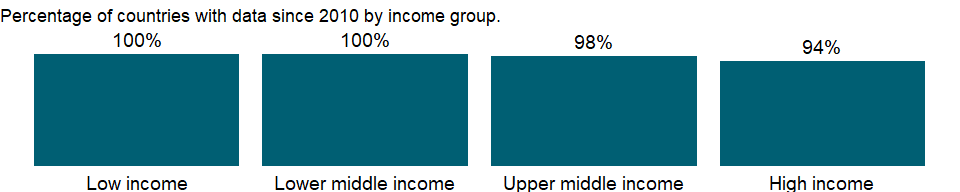 Percentage of countries with data since 2010 by income group.
100% 100% 98% 94%
Low income Lower middle income Upper middle income High income